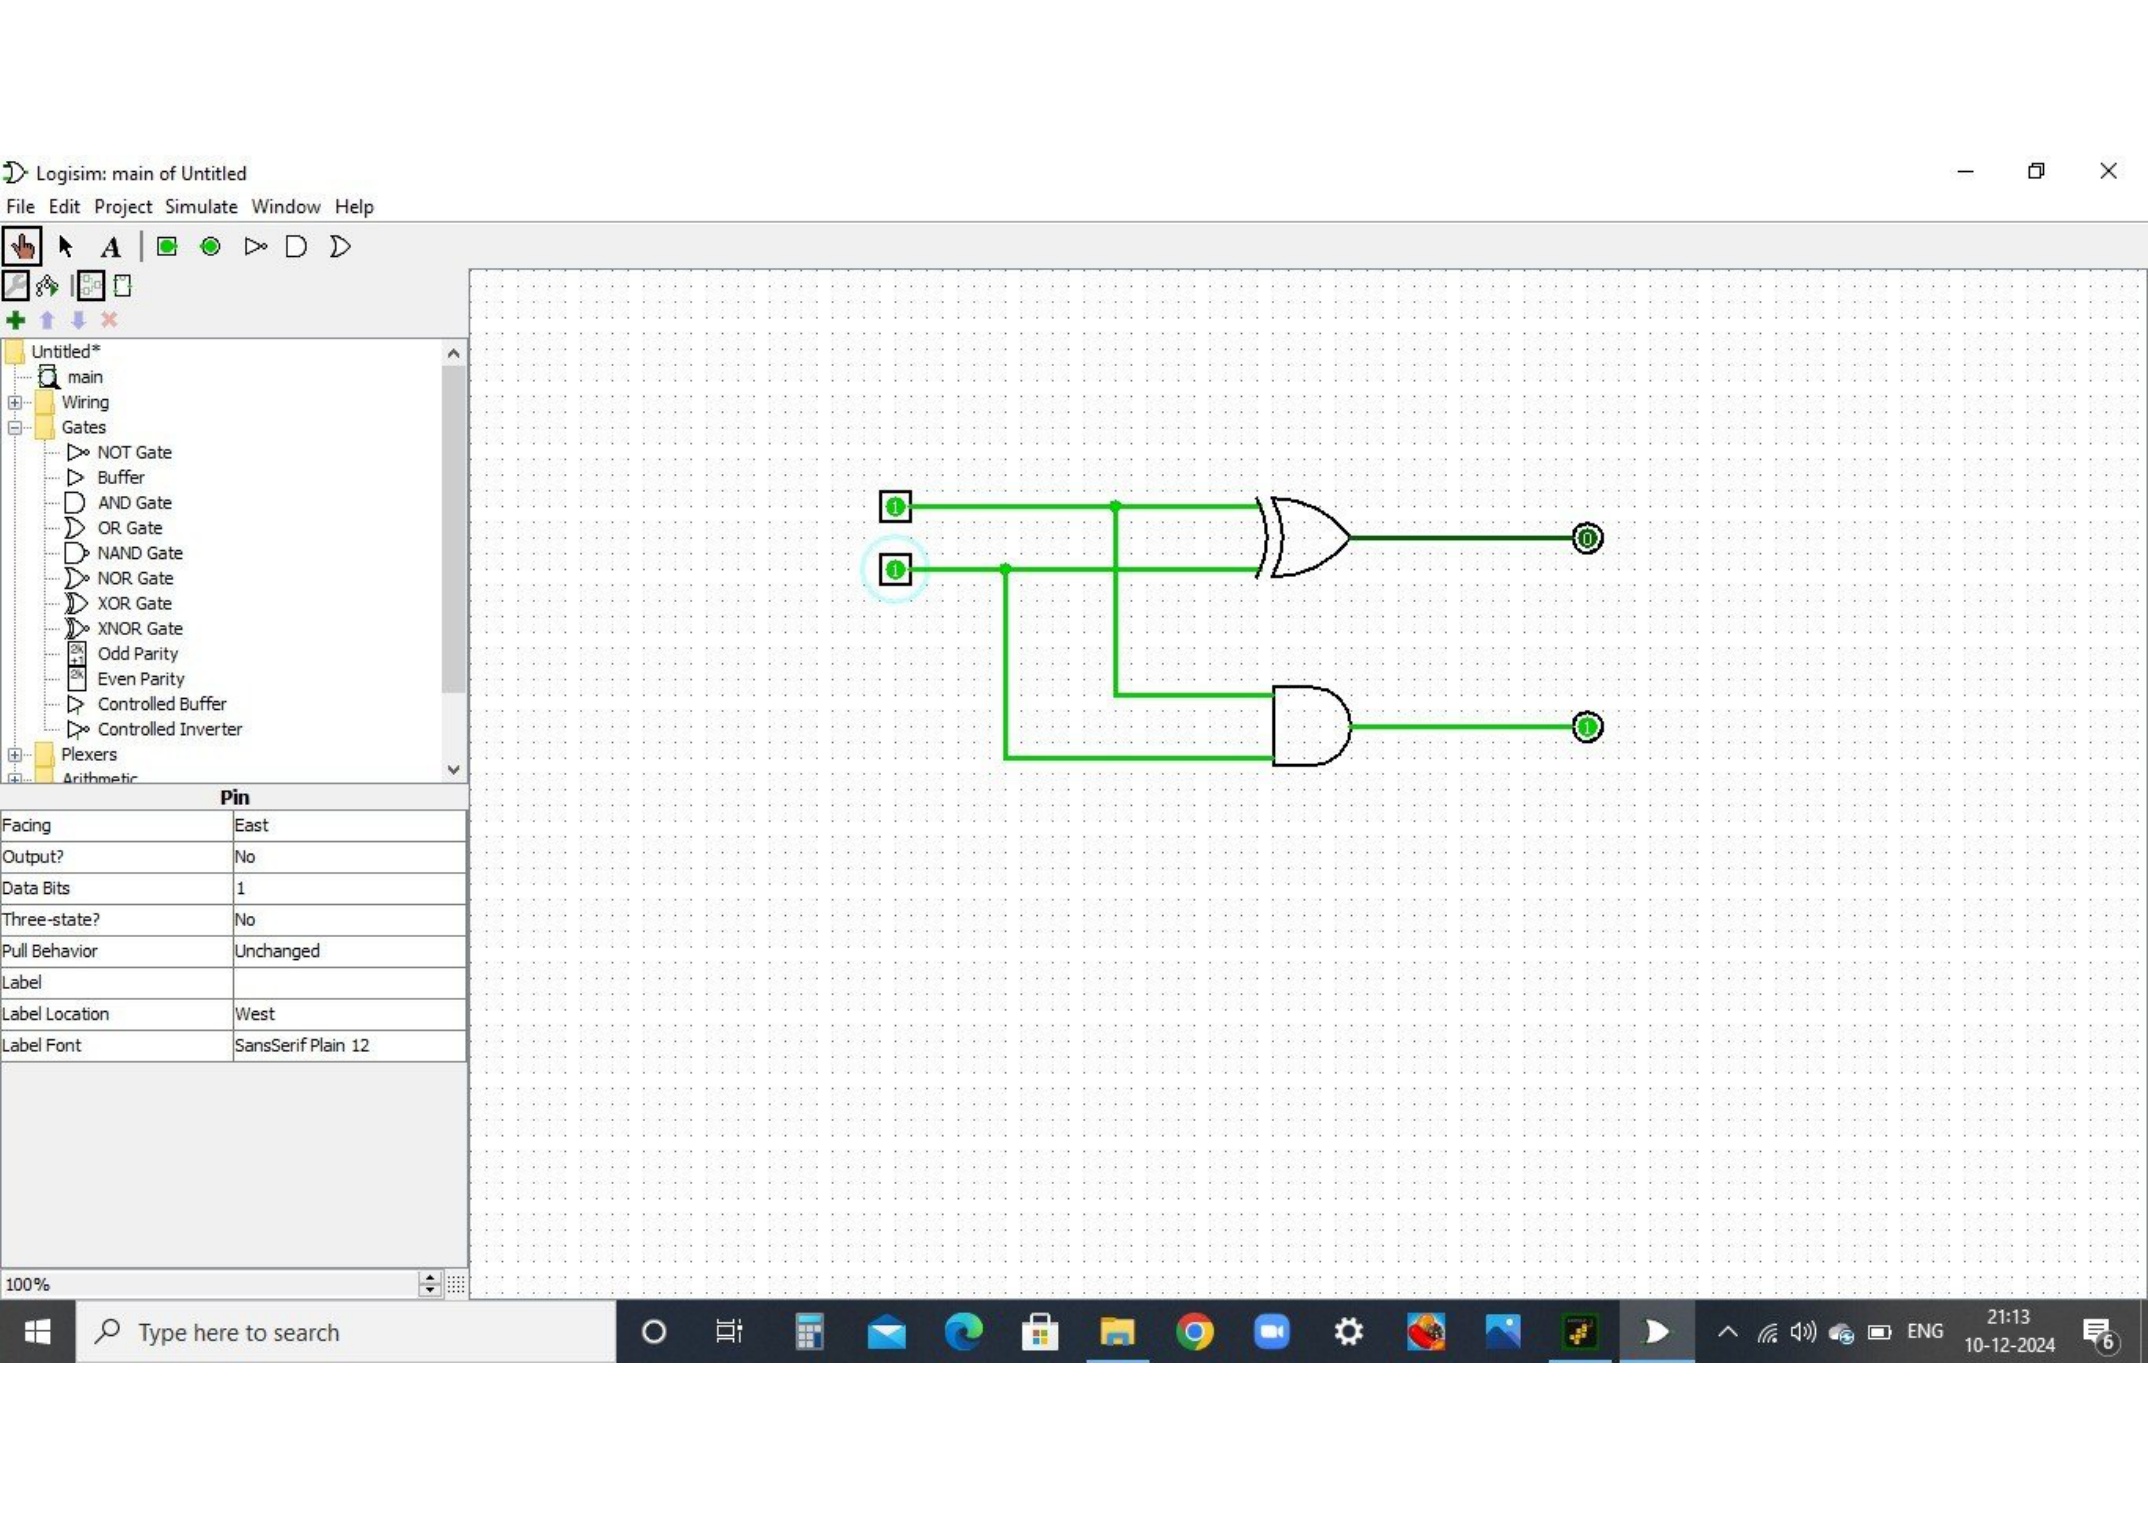 Logisim: main of Untitled
File Edit Project Simulate Window Help
A
Untitled*
main
Wiring
Gates
NOT Gate
Buffer
AND Gate
OR Gate
NAND Gate
NOR Gate
XOR Gate
XNOR Gate
2k+1 Odd Parity
2k Even Parity
Controlled Buffer
Controlled Inverter
Plexers
Arithmetic
Pin
Facing East
Output? No
Data Bits 1
Three-state? No
Pull Behavior Unchanged
Label
Label Location West
Label Font SansSerif Plain 12
100%
1
1
0
1
Type here to search
ENG
21:13
10-12-2024
6